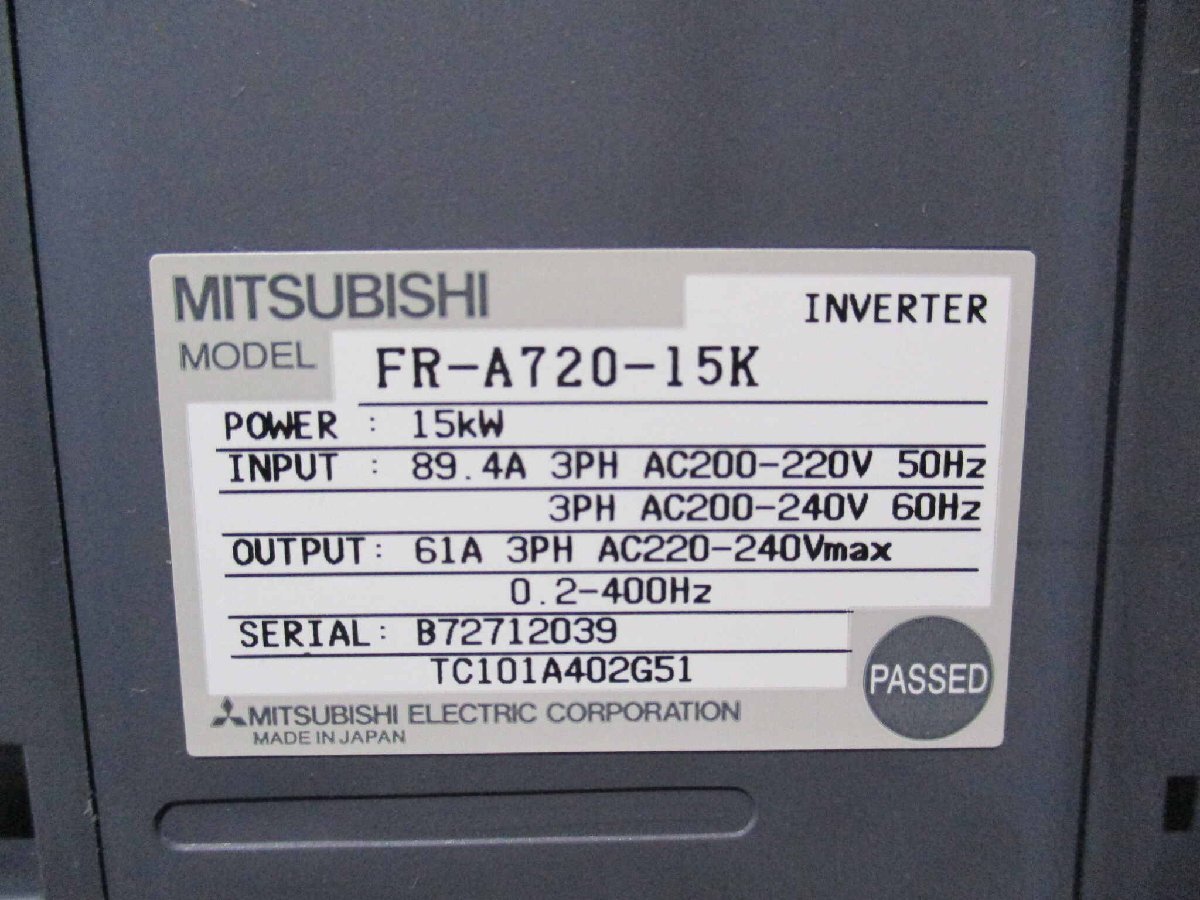 MITSUBISHI
INVERTER
MODEL FR-A720-15K
POWER : 15kW
INPUT : 89.4A 3PH AC200-220V 50Hz
3PH AC200-240V 60Hz
OUTPUT: 61A 3PH AC220-240Vmax
0.2-400Hz
SERIAL: B72712039
TC101A402G51
PASSED
MITSUBISHI ELECTRIC CORPORATION
MADE IN JAPAN